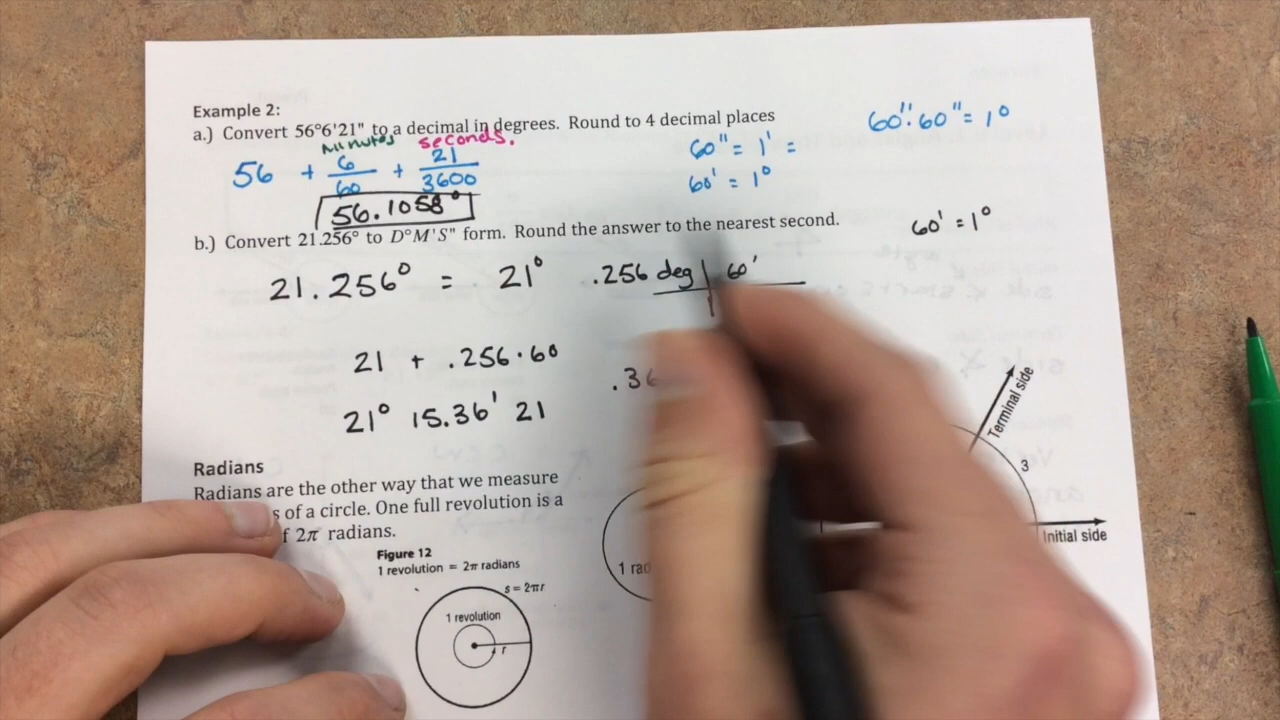 Example 2:
a.) Convert 56°6'21" to a decimal in degrees. Round to 4 decimal places
minutes seconds.
56 + 6/60 + 21/3600
56.1058°
60" = 1' =
60' = 1°
60'' · 60" = 1°
b.) Convert 21.256° to D°M'S" form. Round the answer to the nearest second.
60' = 1°
21.256° = 21° .256 deg | 60'
21 + .256 · 60
.36
21° 15.36' 21
Radians
Radians are the other way that we measure
s of a circle. One full revolution is a
f 2π radians.
Figure 12
1 revolution = 2π radians
s = 2πr
1 revolution
r
1 rad
Terminal side
3
Initial side